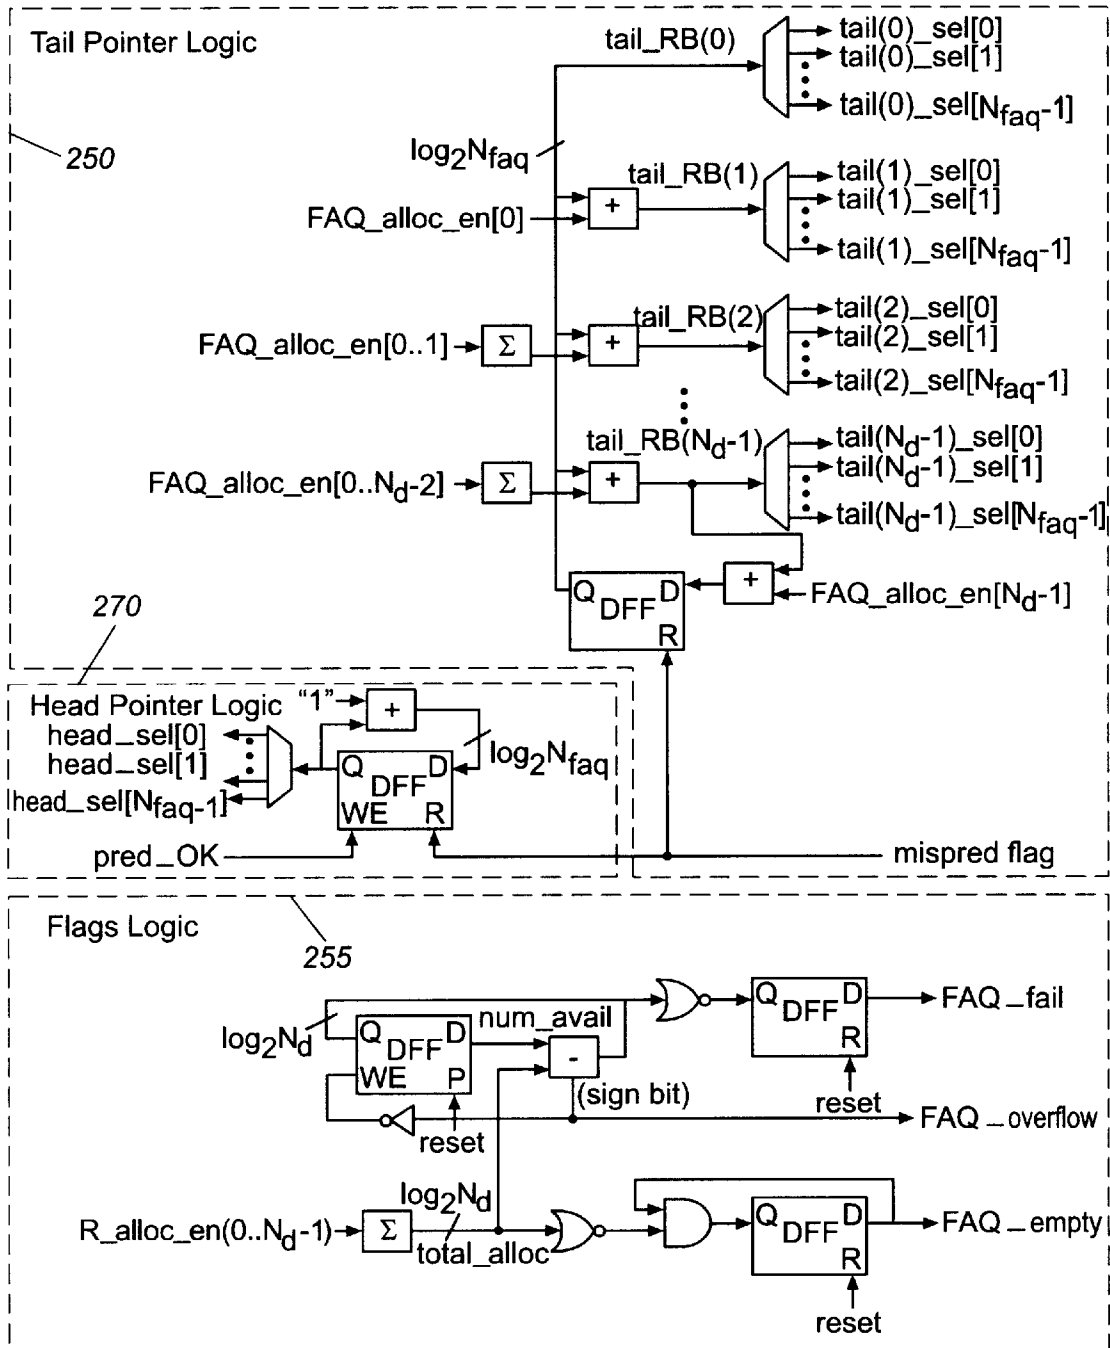 Tail Pointer Logic
250
tail_RB(0)
tail(0)_sel[0]
tail(0)_sel[1]
tail(0)_sel[Nfaq-1]
log2Nfaq
tail_RB(1)
FAQ_alloc_en[0]
+
tail(1)_sel[0]
tail(1)_sel[1]
tail(1)_sel[Nfaq-1]
FAQ_alloc_en[0..1]
Σ
+
tail_RB(2)
tail(2)_sel[0]
tail(2)_sel[1]
tail(2)_sel[Nfaq-1]
tail_RB(Nd-1)
FAQ_alloc_en[0..Nd-2]
Σ
+
tail(Nd-1)_sel[0]
tail(Nd-1)_sel[1]
tail(Nd-1)_sel[Nfaq-1]
Q DFF D
R
+
FAQ_alloc_en[Nd-1]
270
Head Pointer Logic
"1"
+
head_sel[0]
head_sel[1]
head_sel[Nfaq-1]
log2Nfaq
Q DFF D
WE R
pred_OK
mispred flag
Flags Logic
255
log2Nd
Q DFF D
WE P
num_avail
-
(sign bit)
reset
Q DFF D
R
reset
FAQ_fail
FAQ_overflow
R_alloc_en(0..Nd-1)
Σ
log2Nd
total_alloc
Q DFF D
R
reset
FAQ_empty